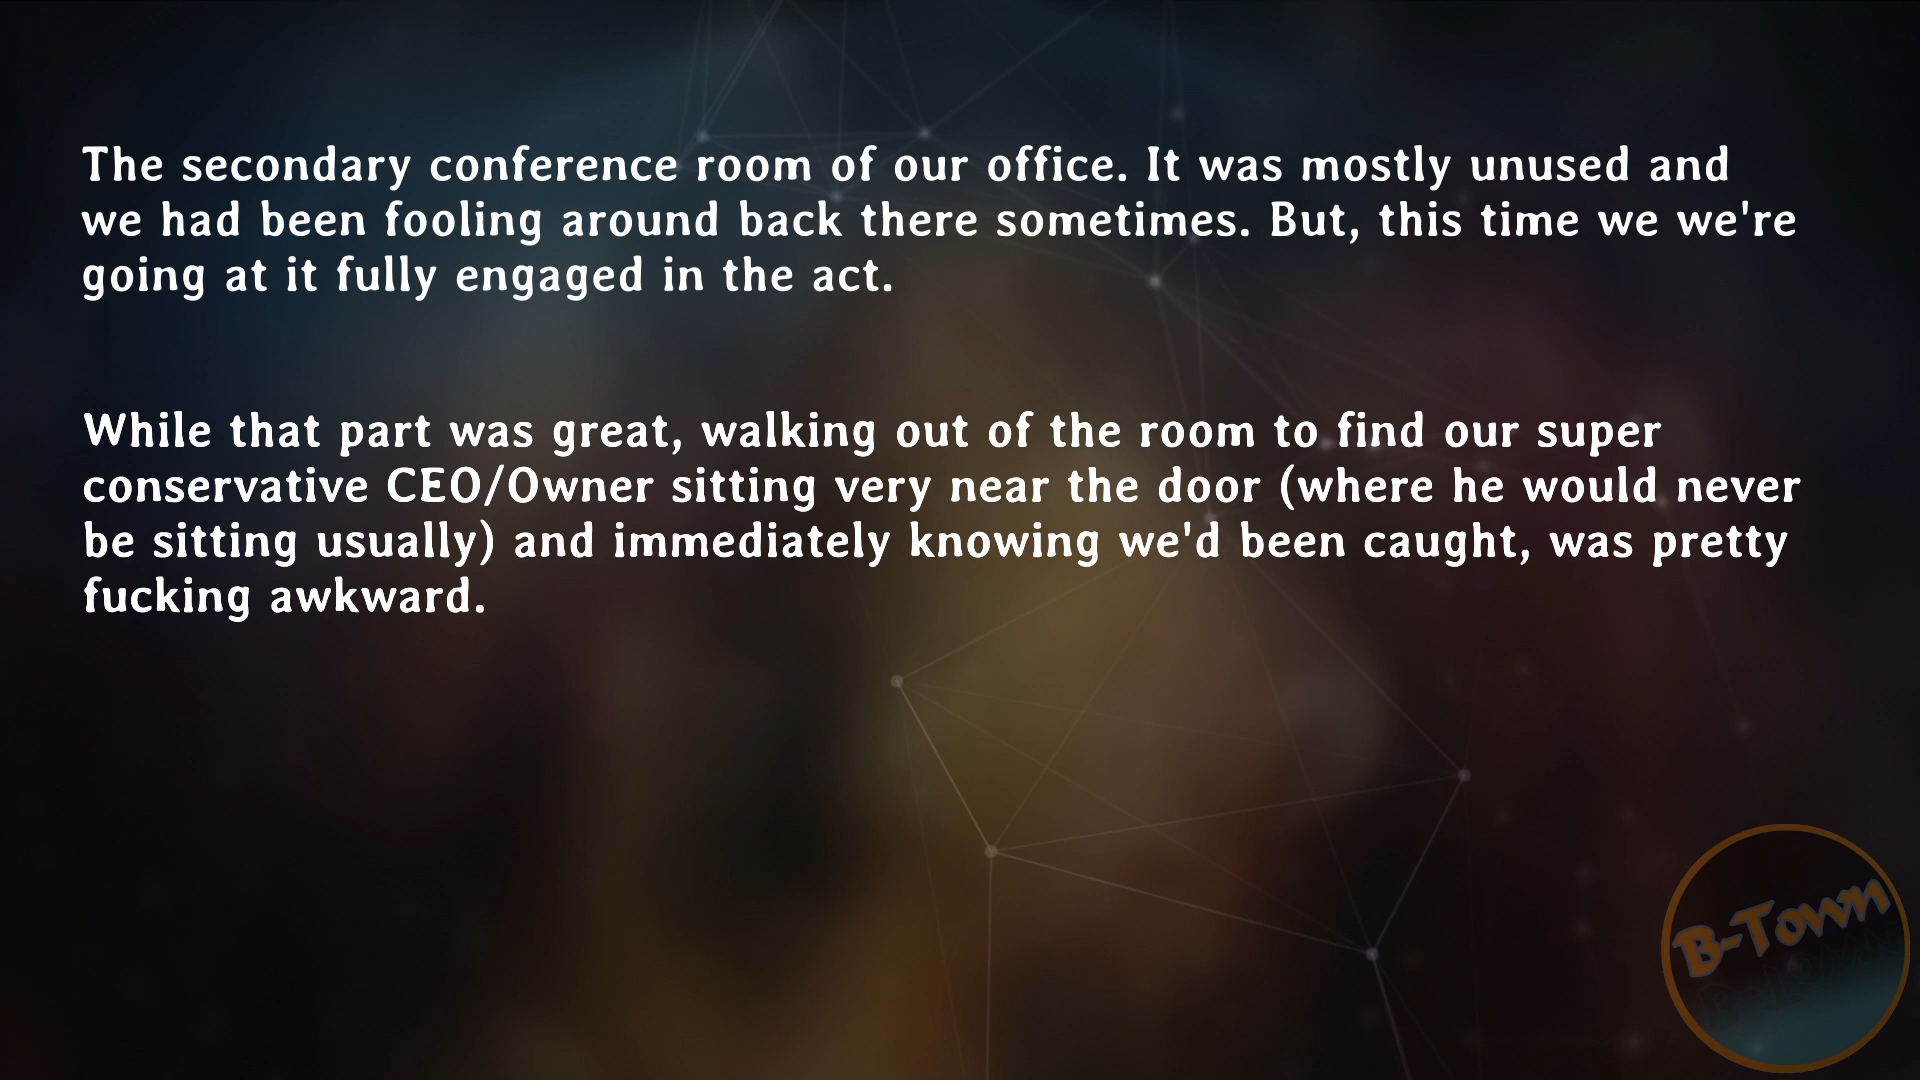 The secondary conference room of our office. It was mostly unused and
we had been fooling around back there sometimes. But, this time we we're
going at it fully engaged in the act.
While that part was great, walking out of the room to find our super
conservative CEO/Owner sitting very near the door (where he would never
be sitting usually) and immediately knowing we'd been caught, was pretty
fucking awkward.
B-Town